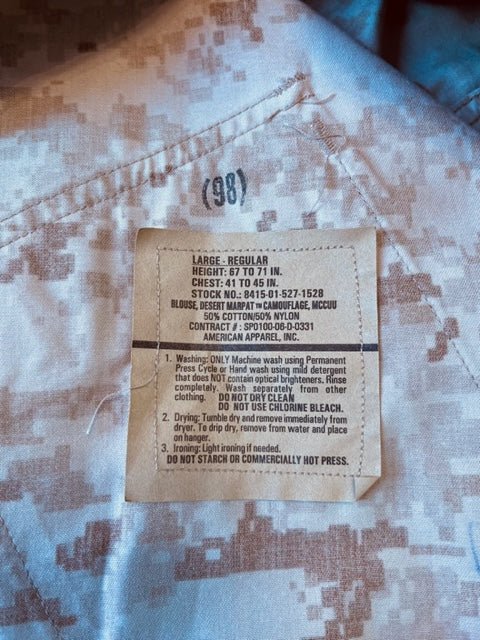 (98)
LARGE - REGULAR
HEIGHT: 67 TO 71 IN.
CHEST: 41 TO 45 IN.
STOCK NO.: 8415-01-527-1528
BLOUSE, DESERT MARPAT™ CAMOUFLAGE, MCCUU
50% COTTON/50% NYLON
CONTRACT # : SPO100-06-D-0331
AMERICAN APPAREL, INC.
1. Washing: ONLY Machine wash using Permanent
Press Cycle or Hand wash using mild detergent
that does NOT contain optical brighteners. Rinse
completely. Wash separately from other
clothing. DO NOT DRY CLEAN
DO NOT USE CHLORINE BLEACH.
2. Drying: Tumble dry and remove immediately from
dryer. To drip dry, remove from water and place
on hanger.
3. Ironing: Light ironing if needed.
DO NOT STARCH OR COMMERCIALLY HOT PRESS.